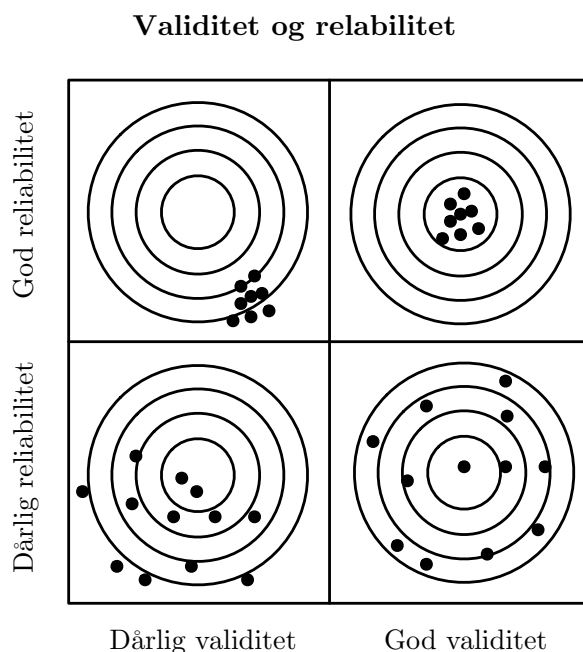 Validitet og relabilitet
God reliabilitet
Dårlig reliabilitet
Dårlig validitet
God validitet